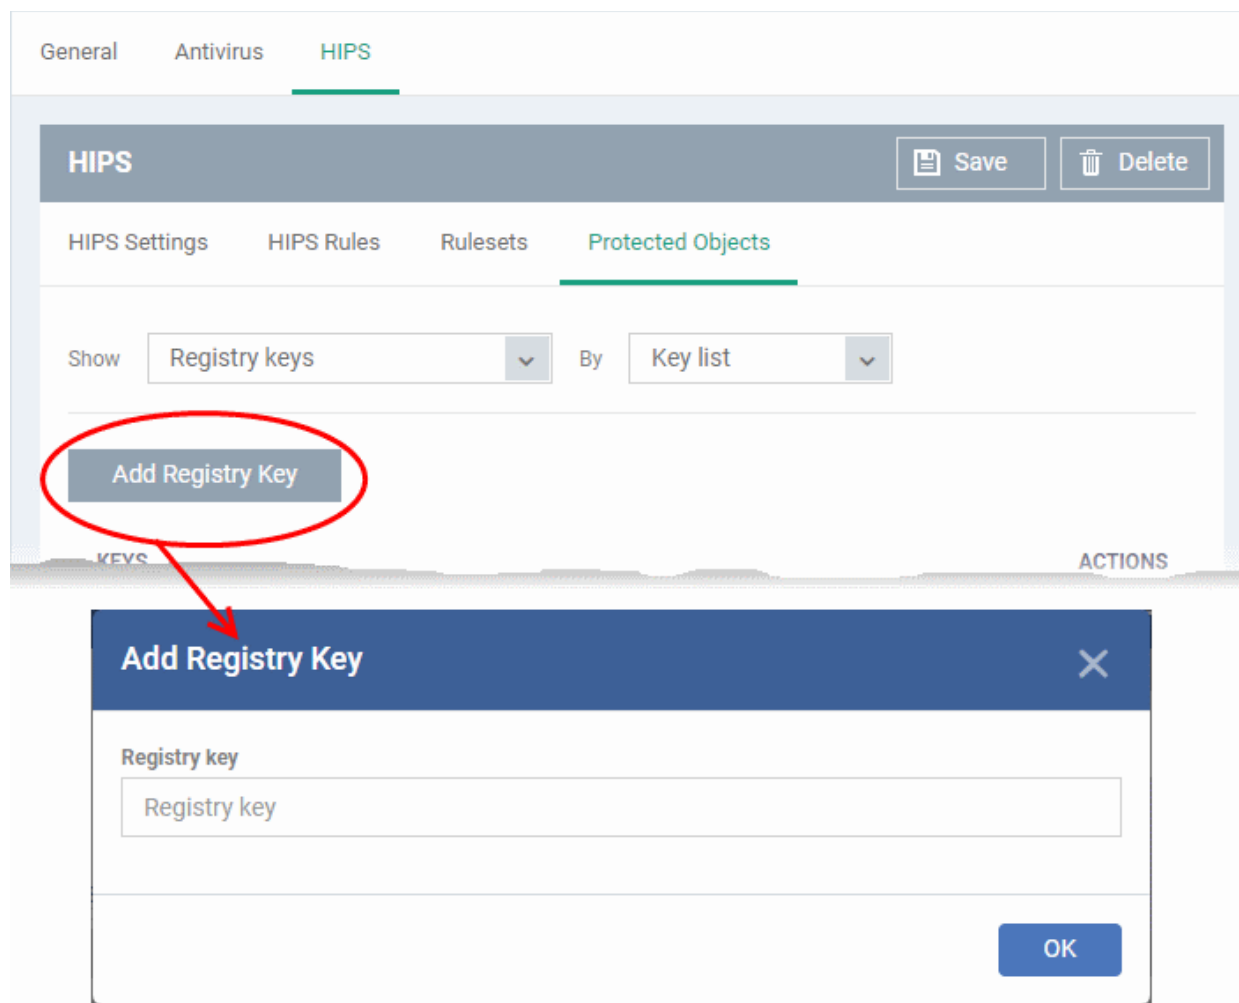 General Antivirus HIPS
HIPS Save Delete
HIPS Settings HIPS Rules Rulesets Protected Objects
Show Registry keys By Key list
Add Registry Key
KEYS ACTIONS
Add Registry Key
Registry key
Registry key
OK